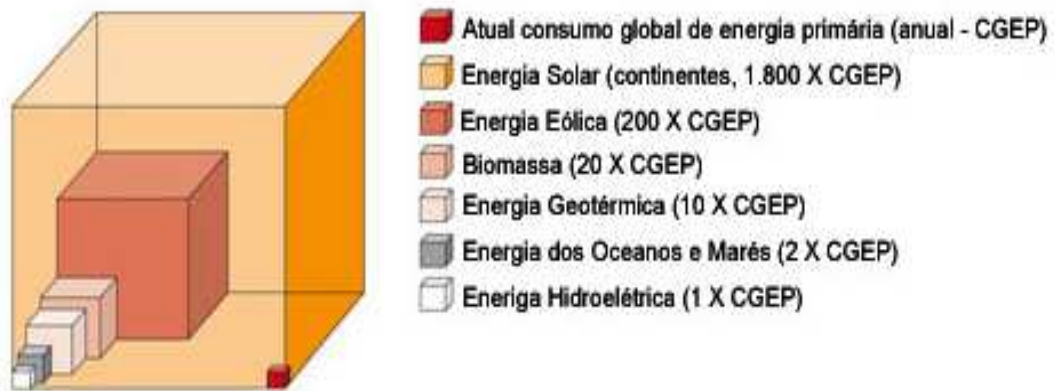 Atual consumo global de energia primária (anual - CGEP)
Energia Solar (continentes, 1.800 X CGEP)
Energia Eólica (200 X CGEP)
Biomassa (20 X CGEP)
Energia Geotérmica (10 X CGEP)
Energia dos Oceanos e Marés (2 X CGEP)
Eneriga Hidroelétrica (1 X CGEP)